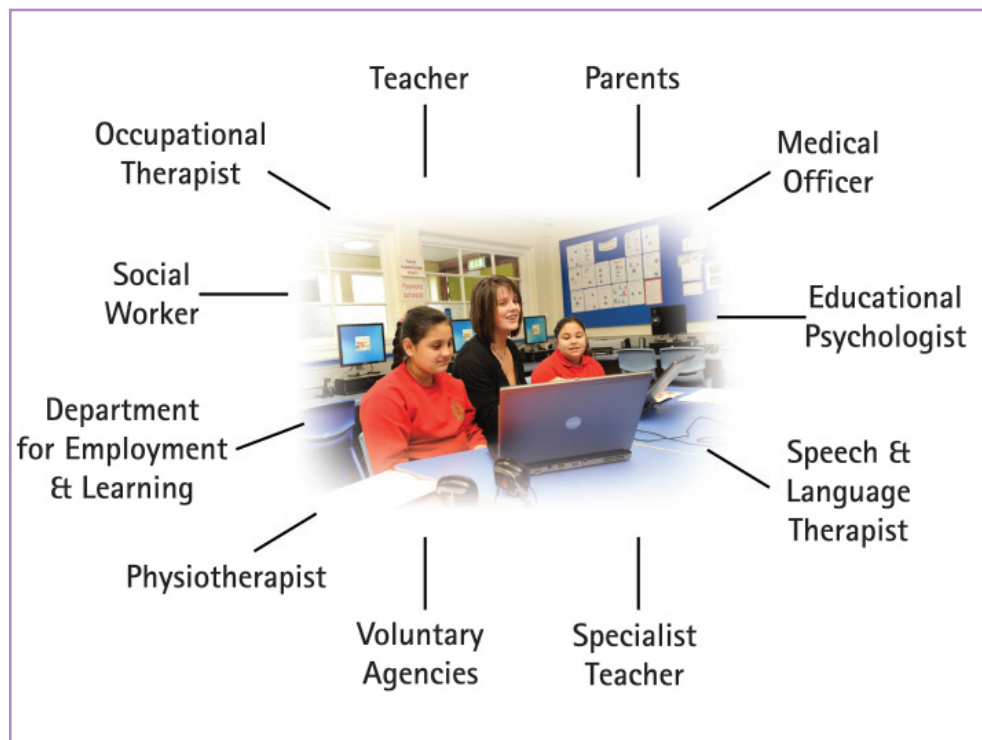 Teacher
Parents
Occupational
Therapist
Medical
Officer
Social
Worker
Educational
Psychologist
Department
for Employment
& Learning
Speech &
Language
Therapist
Physiotherapist
Voluntary
Agencies
Specialist
Teacher